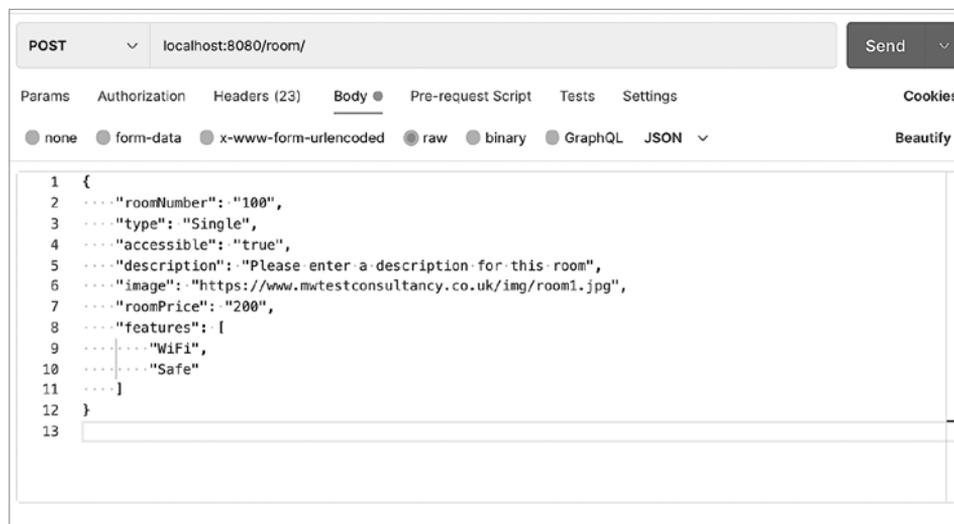 POST localhost:8080/room/ Send
Params Authorization Headers (23) Body Pre-request Script Tests Settings Cookies
none form-data x-www-form-urlencoded raw binary GraphQL JSON Beautify
1 {
2 ····"roomNumber":·"100",
3 ····"type":·"Single",
4 ····"accessible":·"true",
5 ····"description":·"Please·enter·a·description·for·this·room",
6 ····"image":·"https://www.mwtestconsultancy.co.uk/img/room1.jpg",
7 ····"roomPrice":·"200",
8 ····"features":·[
9 ········"WiFi",
10 ········"Safe"
11 ····]
12 }
13